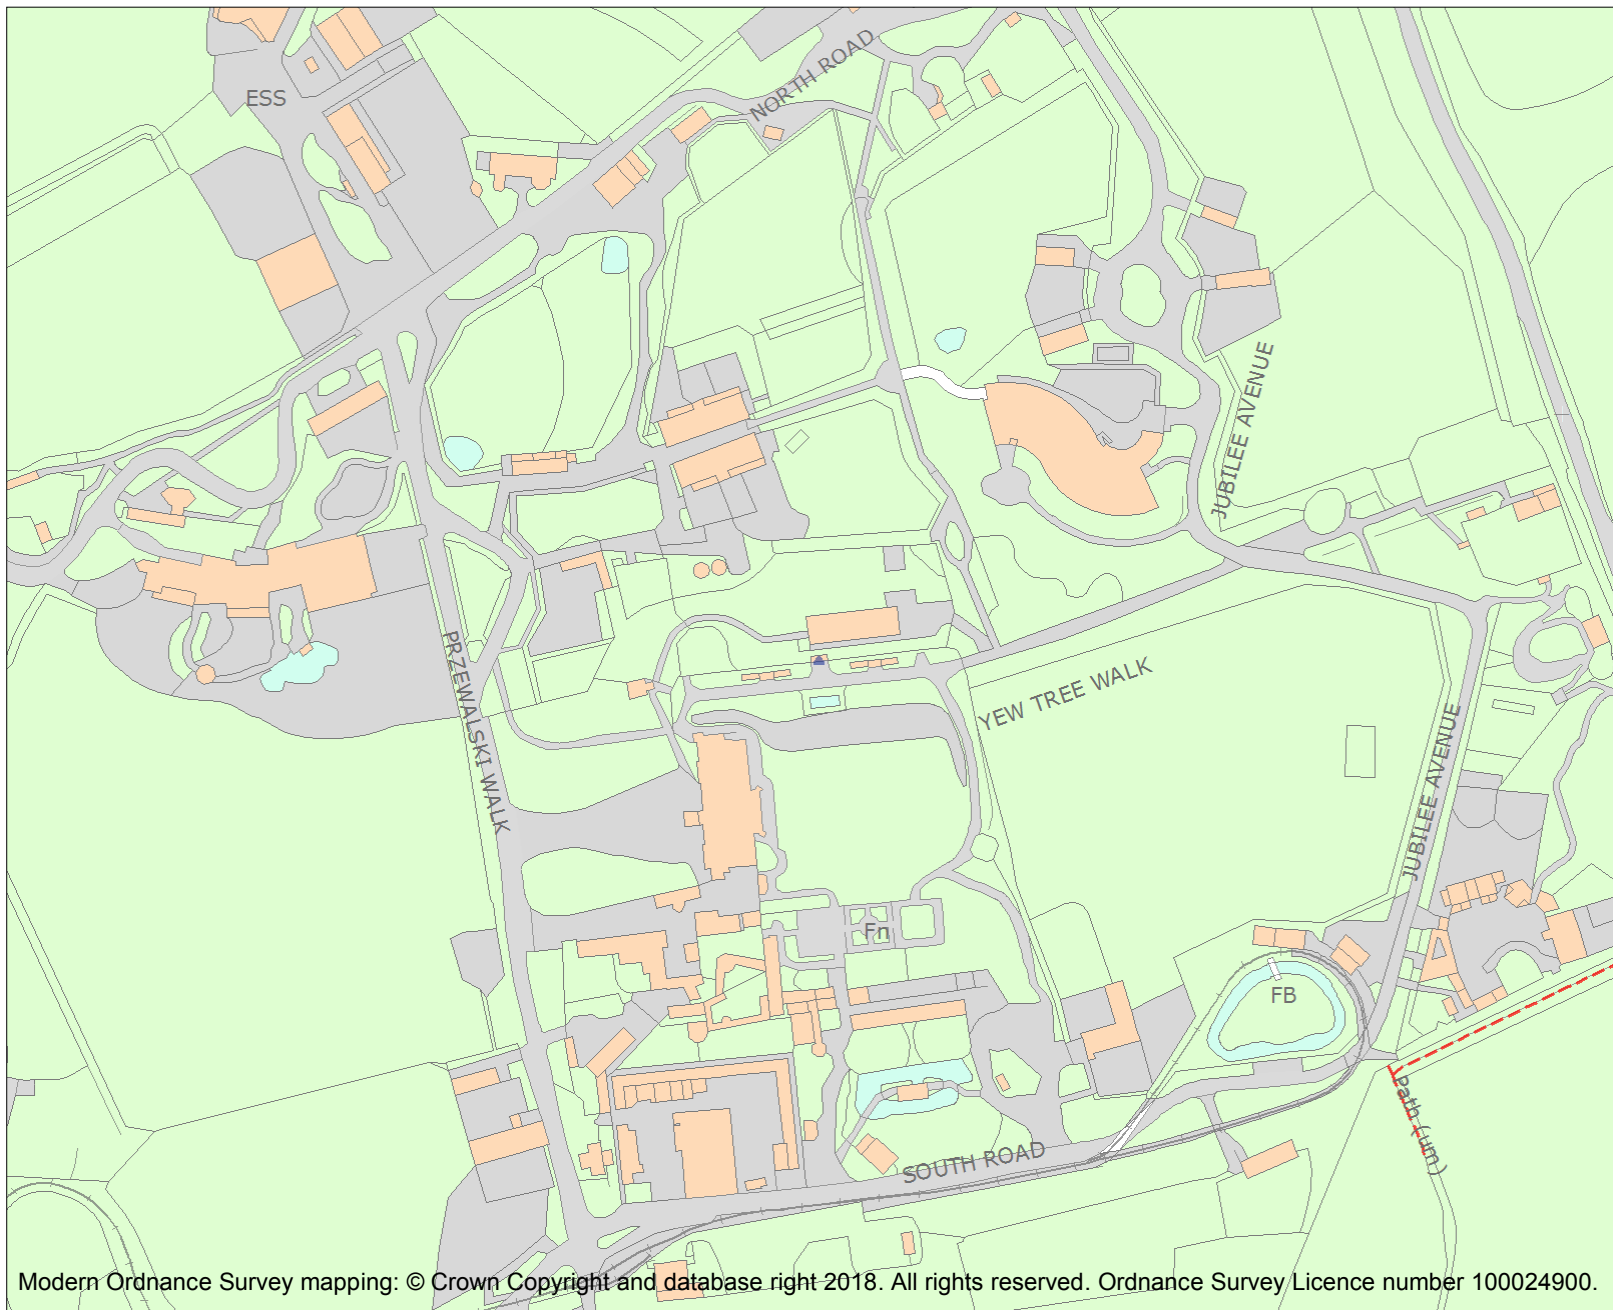 NORTH ROAD
ESS
JUBILEE AVENUE
PRZEWALSKI WALK
YEW TREE WALK
JUBILEE AVENUE
Fn
FB
Path (um)
SOUTH ROAD
Modern Ordnance Survey mapping: © Crown Copyright and database right 2018. All rights reserved. Ordnance Survey Licence number 100024900.